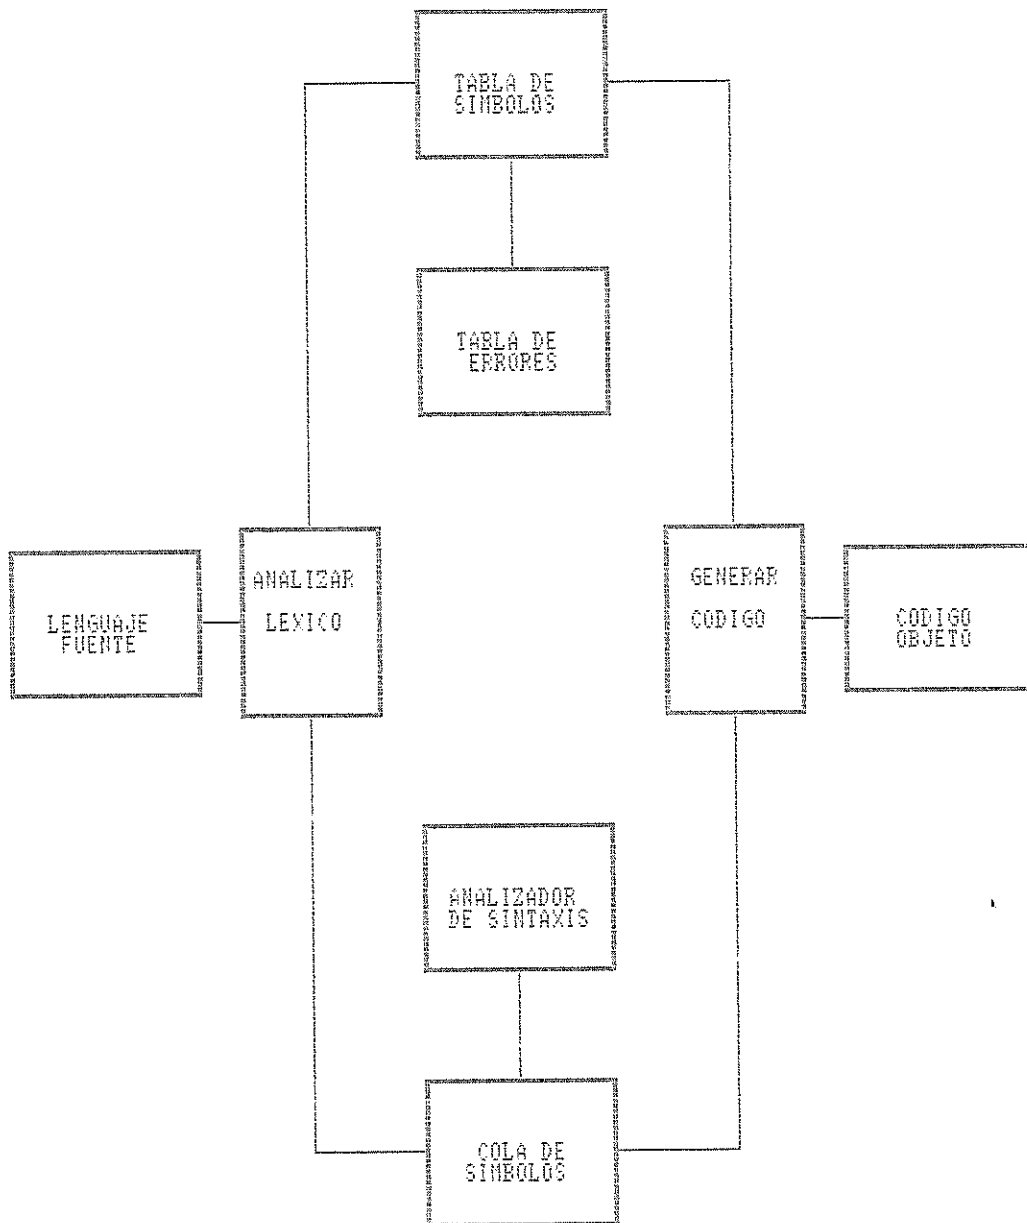 TABLA DE
SIMBOLOS
TABLA DE
ERRORES
LENGUAJE
FUENTE
ANALIZAR
LEXICO
GENERAR
CODIGO
CODIGO
OBJETO
ANALIZADOR
DE SINTAXIS
COLA DE
SIMBOLOS